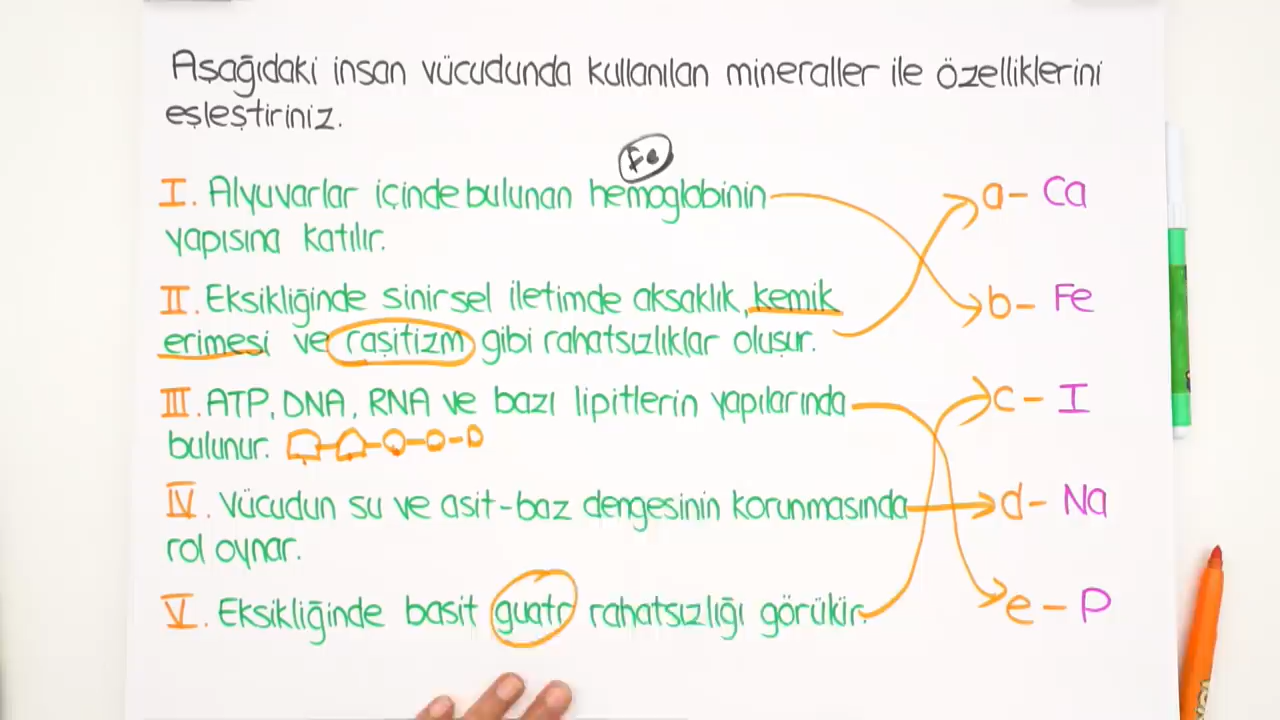 Aşağıdaki insan vücudunda kullanılan mineraller ile özelliklerini
eşleştiriniz.
Fe
I. Alyuvarlar içinde bulunan hemoglobinin
yapısına katılır.
II. Eksikliğinde sinirsel iletimde aksaklık, kemik
erimesi ve raşitizm gibi rahatsızlıklar oluşur.
III. ATP, DNA, RNA ve bazı lipitlerin yapılarında
bulunur.
IV. Vücudun su ve asit-baz dengesinin korunmasında
rol oynar.
V. Eksikliğinde basit guatr rahatsızlığı görülür.
a- Ca
b- Fe
c- I
d- Na
e- P